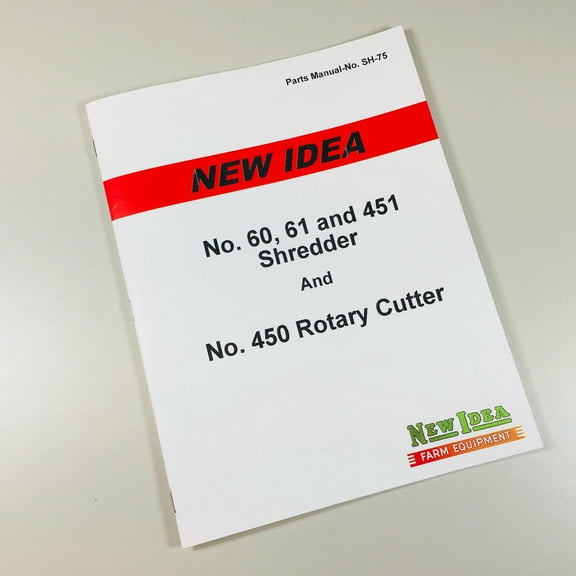 Parts Manual-No. SH-75
NEW IDEA
No. 60, 61 and 451
Shredder
And
No. 450 Rotary Cutter
NEW IDEA
FARM EQUIPMENT